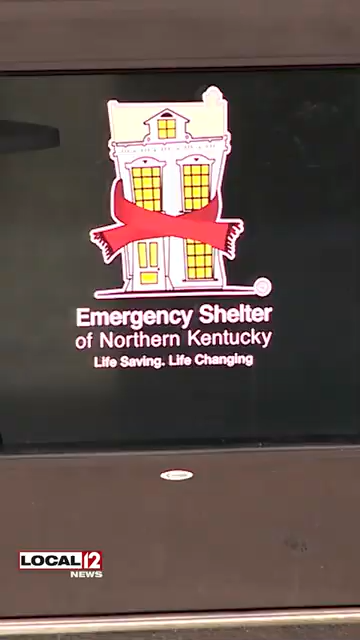 Emergency Shelter
of Northern Kentucky
Life Saving. Life Changing
LOCAL 12
NEWS